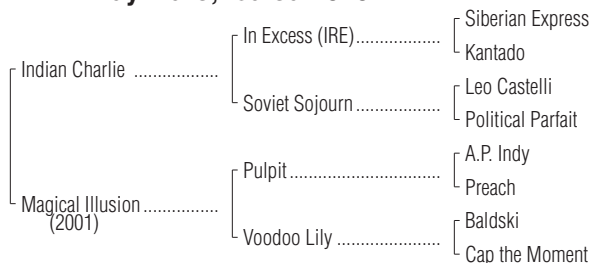 Siberian Express
In Excess (IRE)
Kantado
Indian Charlie
Leo Castelli
Soviet Sojourn
Political Parfait
A.P. Indy
Pulpit
Preach
Magical Illusion
(2001)
Baldski
Voodoo Lily
Cap the Moment